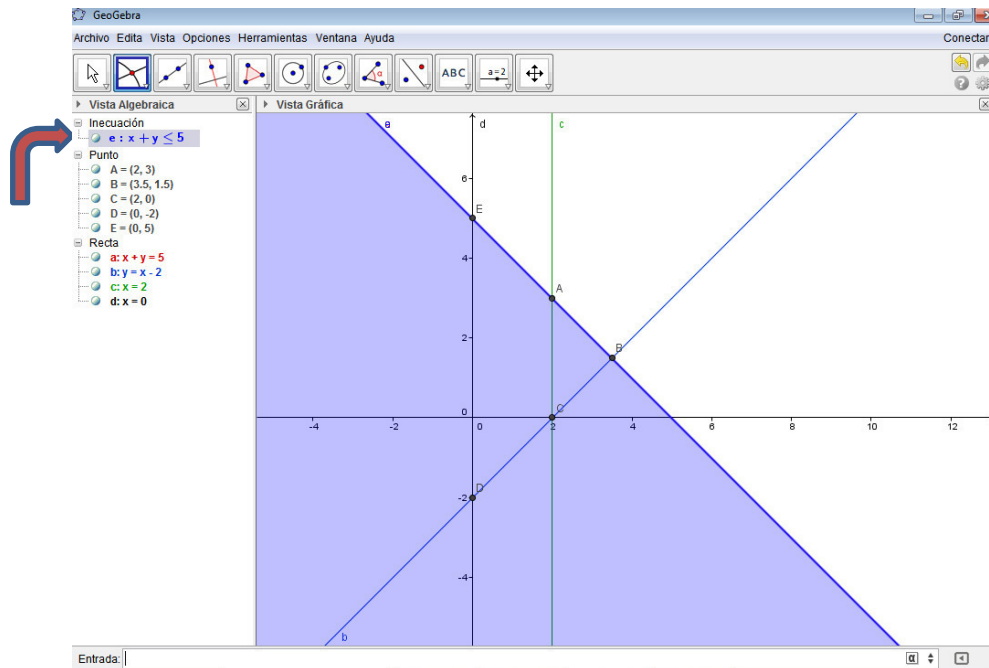 GeoGebra
Archivo Edita Vista Opciones Herramientas Ventana Ayuda Conectar
ABC a=2
Vista Algebraica
Vista Gráfica
Inecuación
e : x + y ≤ 5
Punto
A = (2, 3)
B = (3.5, 1.5)
C = (2, 0)
D = (0, -2)
E = (0, 5)
Recta
a: x + y = 5
b: y = x - 2
c: x = 2
d: x = 0
d c
6
E
4
A
2
B
0 C
-4 -2 0 2 4 6 8 10 12
-2 D
-4
b
Entrada: α